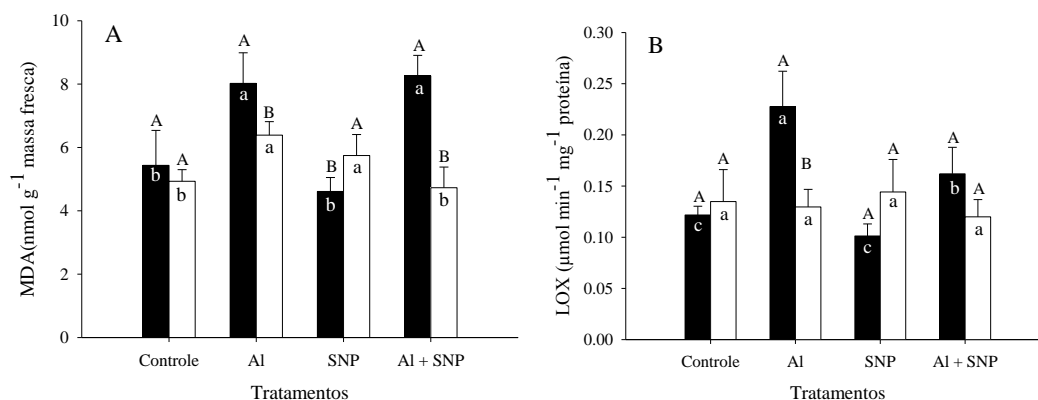 A
MDA(nmol g⁻¹ massa fresca)
10
8
6
4
2
0
A
A
A
B
B
A
A
B
b
b
a
a
b
a
a
b
Controle
Al
SNP
Al + SNP
Tratamentos
B
LOX (µmol min⁻¹ mg⁻¹ proteína)
0.30
0.25
0.20
0.15
0.10
0.05
0.00
A
A
A
B
A
A
A
A
c
a
a
a
c
a
b
a
Controle
Al
SNP
Al + SNP
Tratamentos